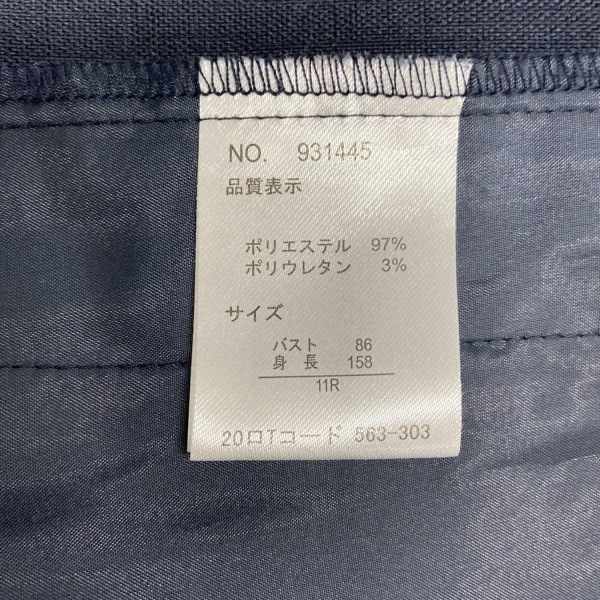 NO. 931445
品質表示
ポリエステル 97%
ポリウレタン 3%
サイズ
バスト 86
身長 158
11R
20ロTコード 563-303